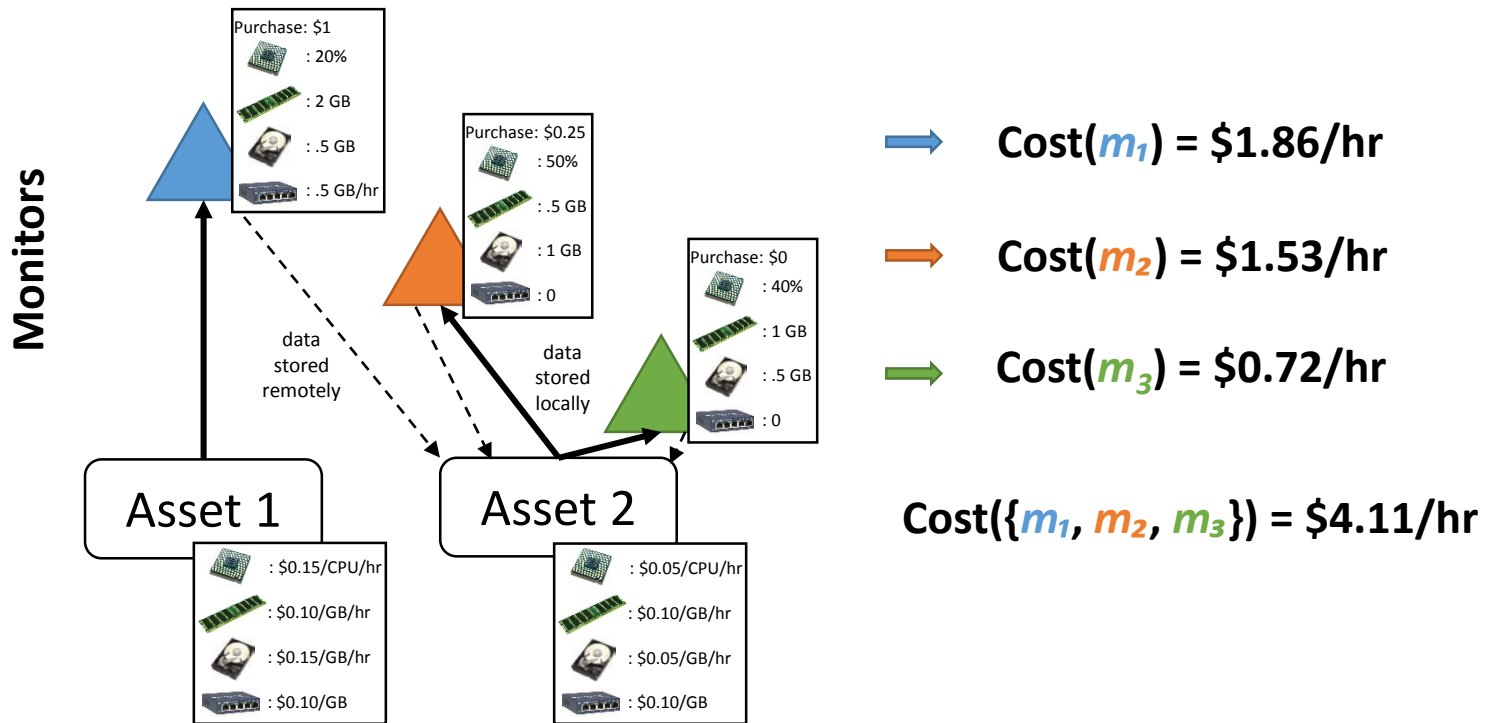 Monitors
Purchase: $1
: 20%
: 2 GB
: .5 GB
: .5 GB/hr
Purchase: $0.25
: 50%
: .5 GB
: 1 GB
: 0
Purchase: $0
: 40%
: 1 GB
: .5 GB
: 0
data
stored
remotely
data
stored
locally
Asset 1
: $0.15/CPU/hr
: $0.10/GB/hr
: $0.15/GB/hr
: $0.10/GB
Asset 2
: $0.05/CPU/hr
: $0.10/GB/hr
: $0.05/GB/hr
: $0.10/GB
Cost(m₁) = $1.86/hr
Cost(m₂) = $1.53/hr
Cost(m₃) = $0.72/hr
Cost({m₁, m₂, m₃}) = $4.11/hr